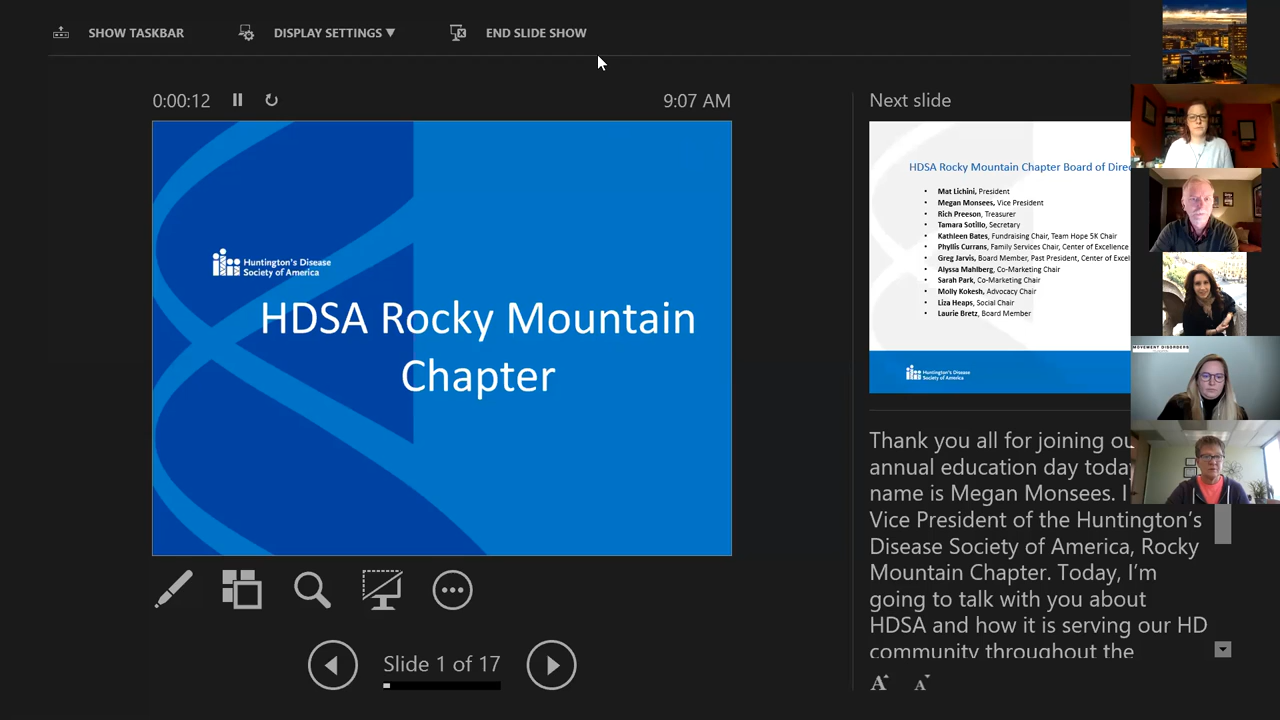 SHOW TASKBAR
DISPLAY SETTINGS ▼
END SLIDE SHOW
0:00:12
9:07 AM
Next slide
Huntington's Disease
Society of America
HDSA Rocky Mountain
Chapter
HDSA Rocky Mountain Chapter Board of Direc
• Mat Lichini, President
• Megan Monsees, Vice President
• Rich Preeson, Treasurer
• Tamara Sotillo, Secretary
• Kathleen Bates, Fundraising Chair, Team Hope 5K Chair
• Phyllis Currans, Family Services Chair, Center of Excellence
• Greg Jarvis, Board Member, Past President, Center of Excel
• Alyssa Mahlberg, Co-Marketing Chair
• Sarah Park, Co-Marketing Chair
• Molly Kokesh, Advocacy Chair
• Liza Heaps, Social Chair
• Laurie Bretz, Board Member
Huntington's Disease
Society of America
MOVEMENT DISORDERS
Thank you all for joining ou
annual education day today
name is Megan Monsees. I
Vice President of the Huntington's
Disease Society of America, Rocky
Mountain Chapter. Today, I'm
going to talk with you about
HDSA and how it is serving our HD
community throughout the
Slide 1 of 17
A A